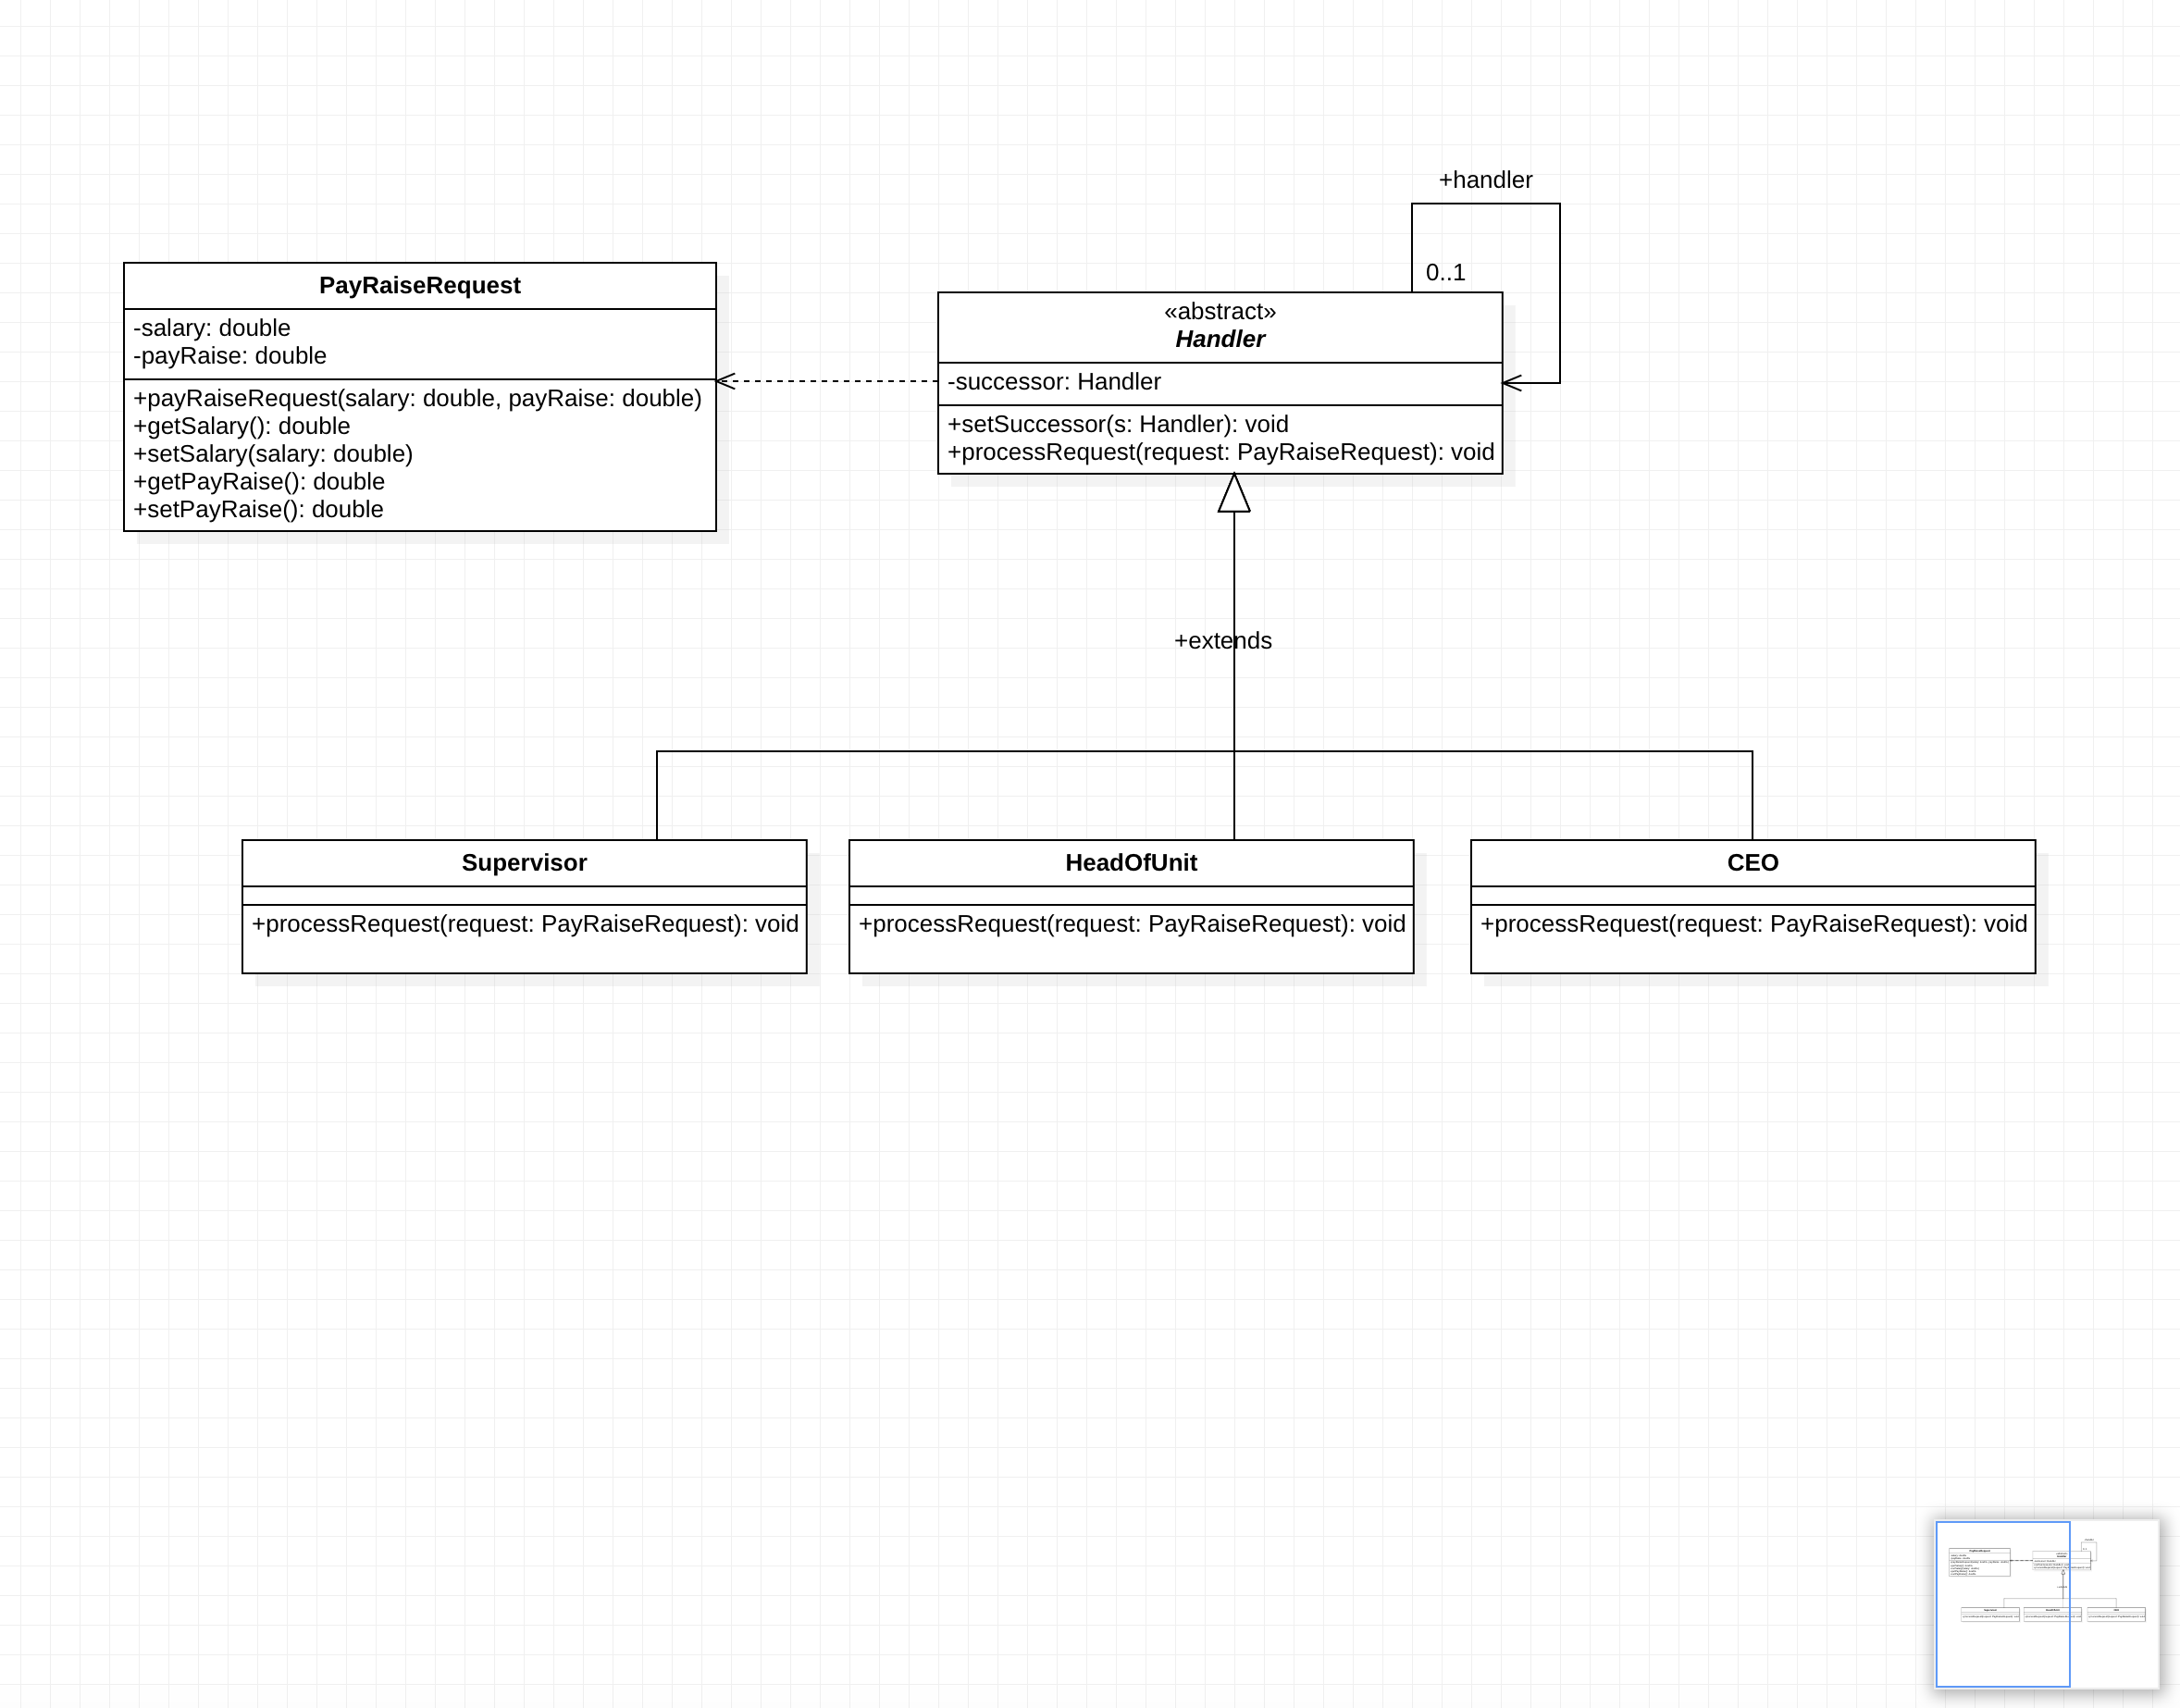 +handler
0..1
PayRaiseRequest
-salary: double
-payRaise: double
+payRaiseRequest(salary: double, payRaise: double)
+getSalary(): double
+setSalary(salary: double)
+getPayRaise(): double
+setPayRaise(): double
«abstract»
Handler
-successor: Handler
+setSuccessor(s: Handler): void
+processRequest(request: PayRaiseRequest): void
+extends
Supervisor
+processRequest(request: PayRaiseRequest): void
HeadOfUnit
+processRequest(request: PayRaiseRequest): void
CEO
+processRequest(request: PayRaiseRequest): void